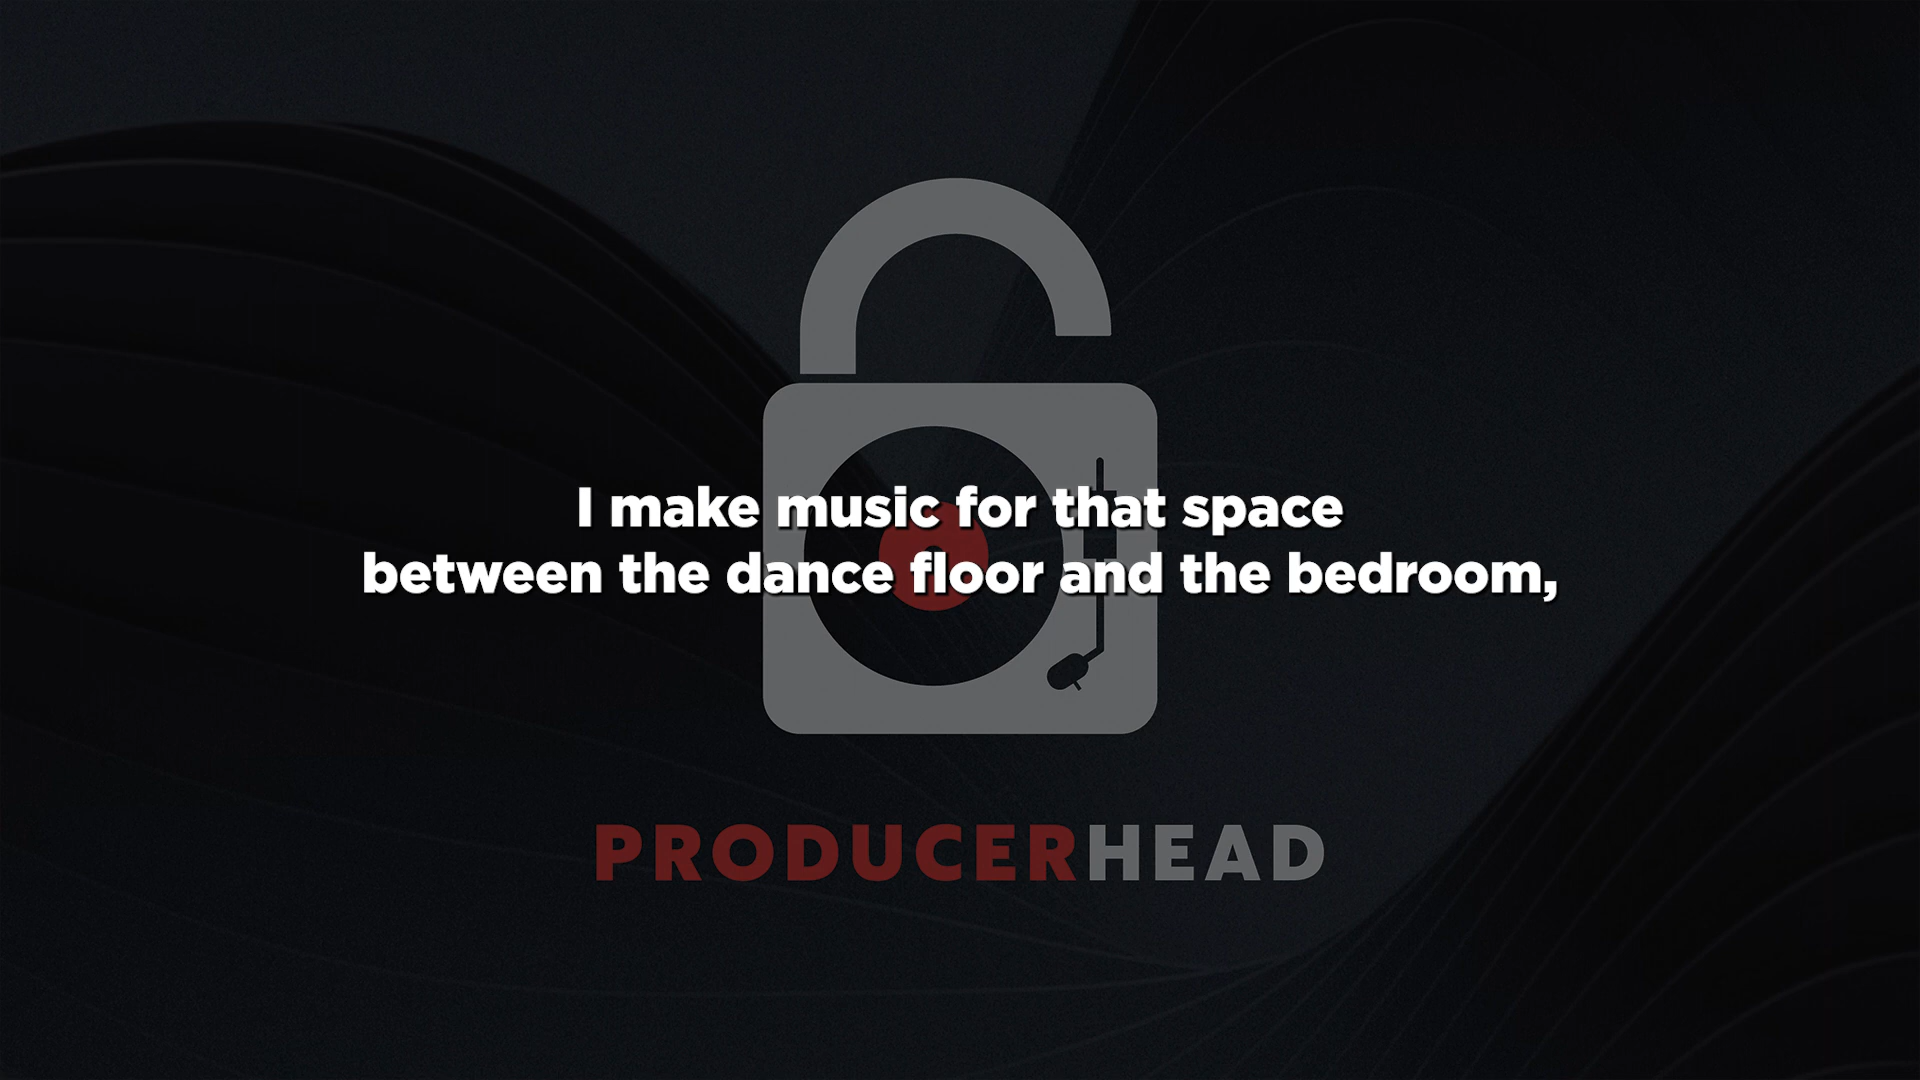 I make music for that space
between the dance floor and the bedroom,
PRODUCERHEAD